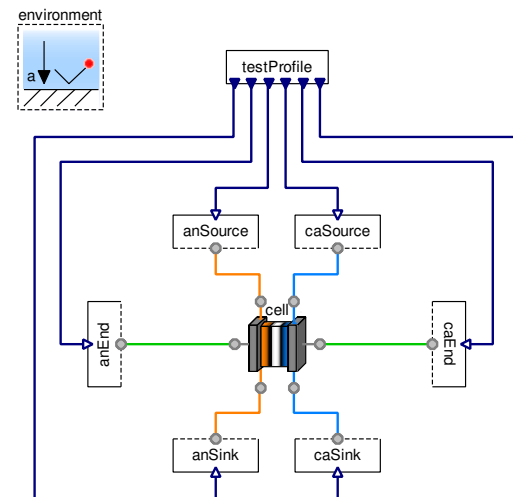 environment
a
testProfile
anSource
caSource
cell
anEnd
caEnd
anSink
caSink